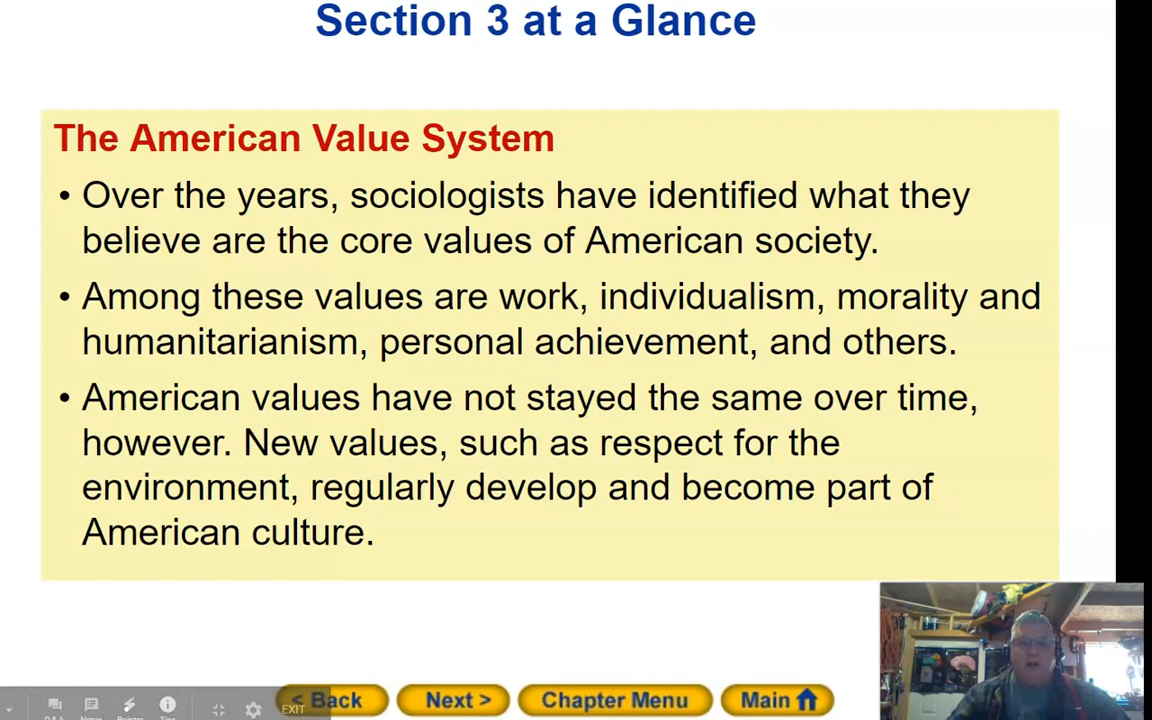 Section 3 at a Glance
The American Value System
• Over the years, sociologists have identified what they
believe are the core values of American society.
• Among these values are work, individualism, morality and
humanitarianism, personal achievement, and others.
• American values have not stayed the same over time,
however. New values, such as respect for the
environment, regularly develop and become part of
American culture.
< Back Next > Chapter Menu Main
EXIT